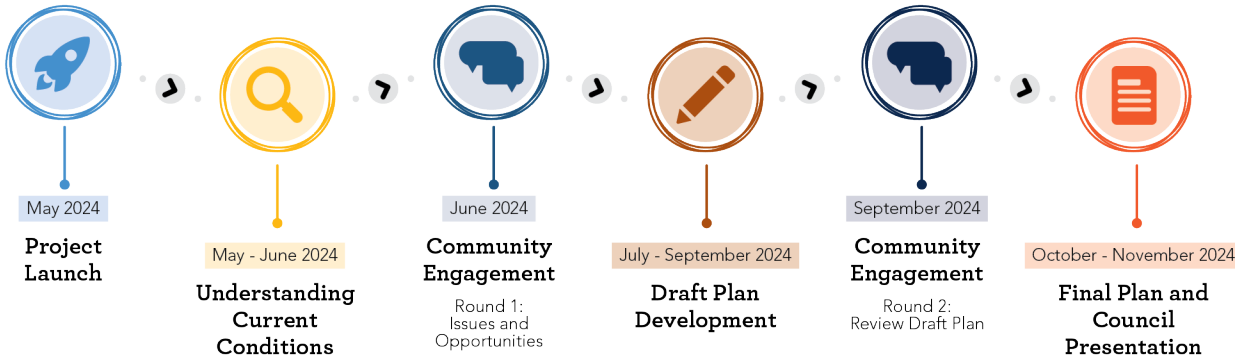 May 2024
Project
Launch
May - June 2024
Understanding
Current
Conditions
June 2024
Community
Engagement
Round 1:
Issues and
Opportunities
July - September 2024
Draft Plan
Development
September 2024
Community
Engagement
Round 2:
Review Draft Plan
October - November 2024
Final Plan and
Council
Presentation